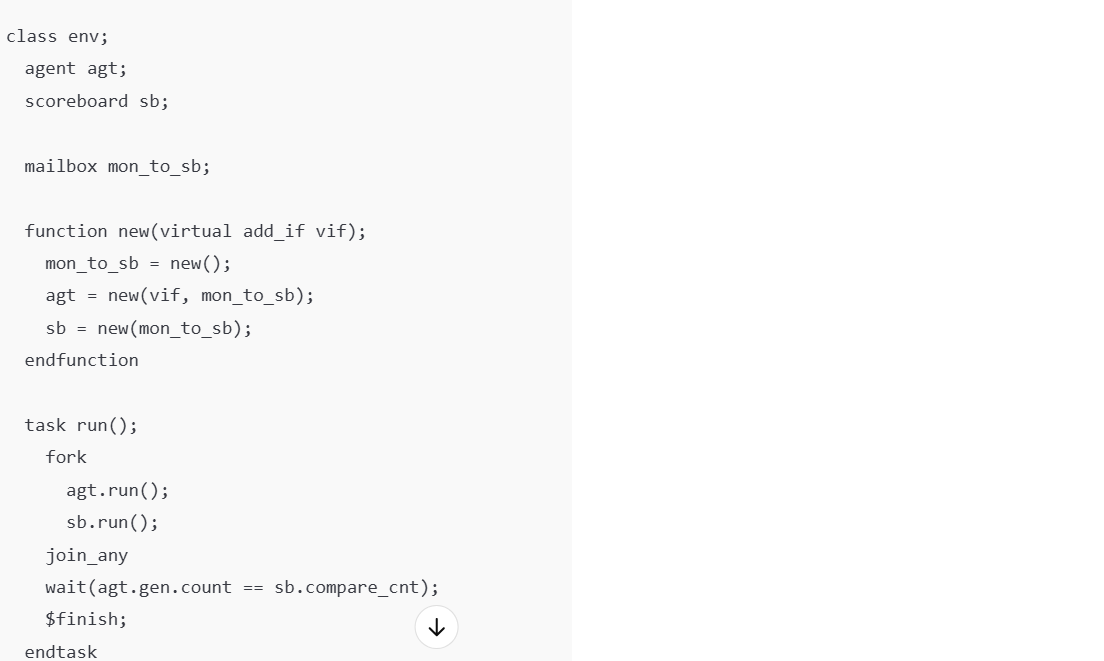 class env;
agent agt;
scoreboard sb;
mailbox mon_to_sb;
function new(virtual add_if vif);
mon_to_sb = new();
agt = new(vif, mon_to_sb);
sb = new(mon_to_sb);
endfunction
task run();
fork
agt.run();
sb.run();
join_any
wait(agt.gen.count == sb.compare_cnt);
$finish;
endtask